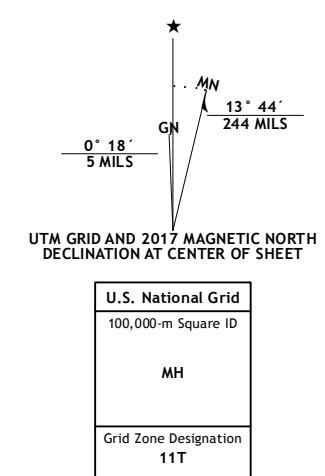 ★
MN
13° 44´
244 MILS
GN
0° 18´
5 MILS
UTM GRID AND 2017 MAGNETIC NORTH
DECLINATION AT CENTER OF SHEET
U.S. National Grid
100,000-m Square ID
MH
Grid Zone Designation
11T